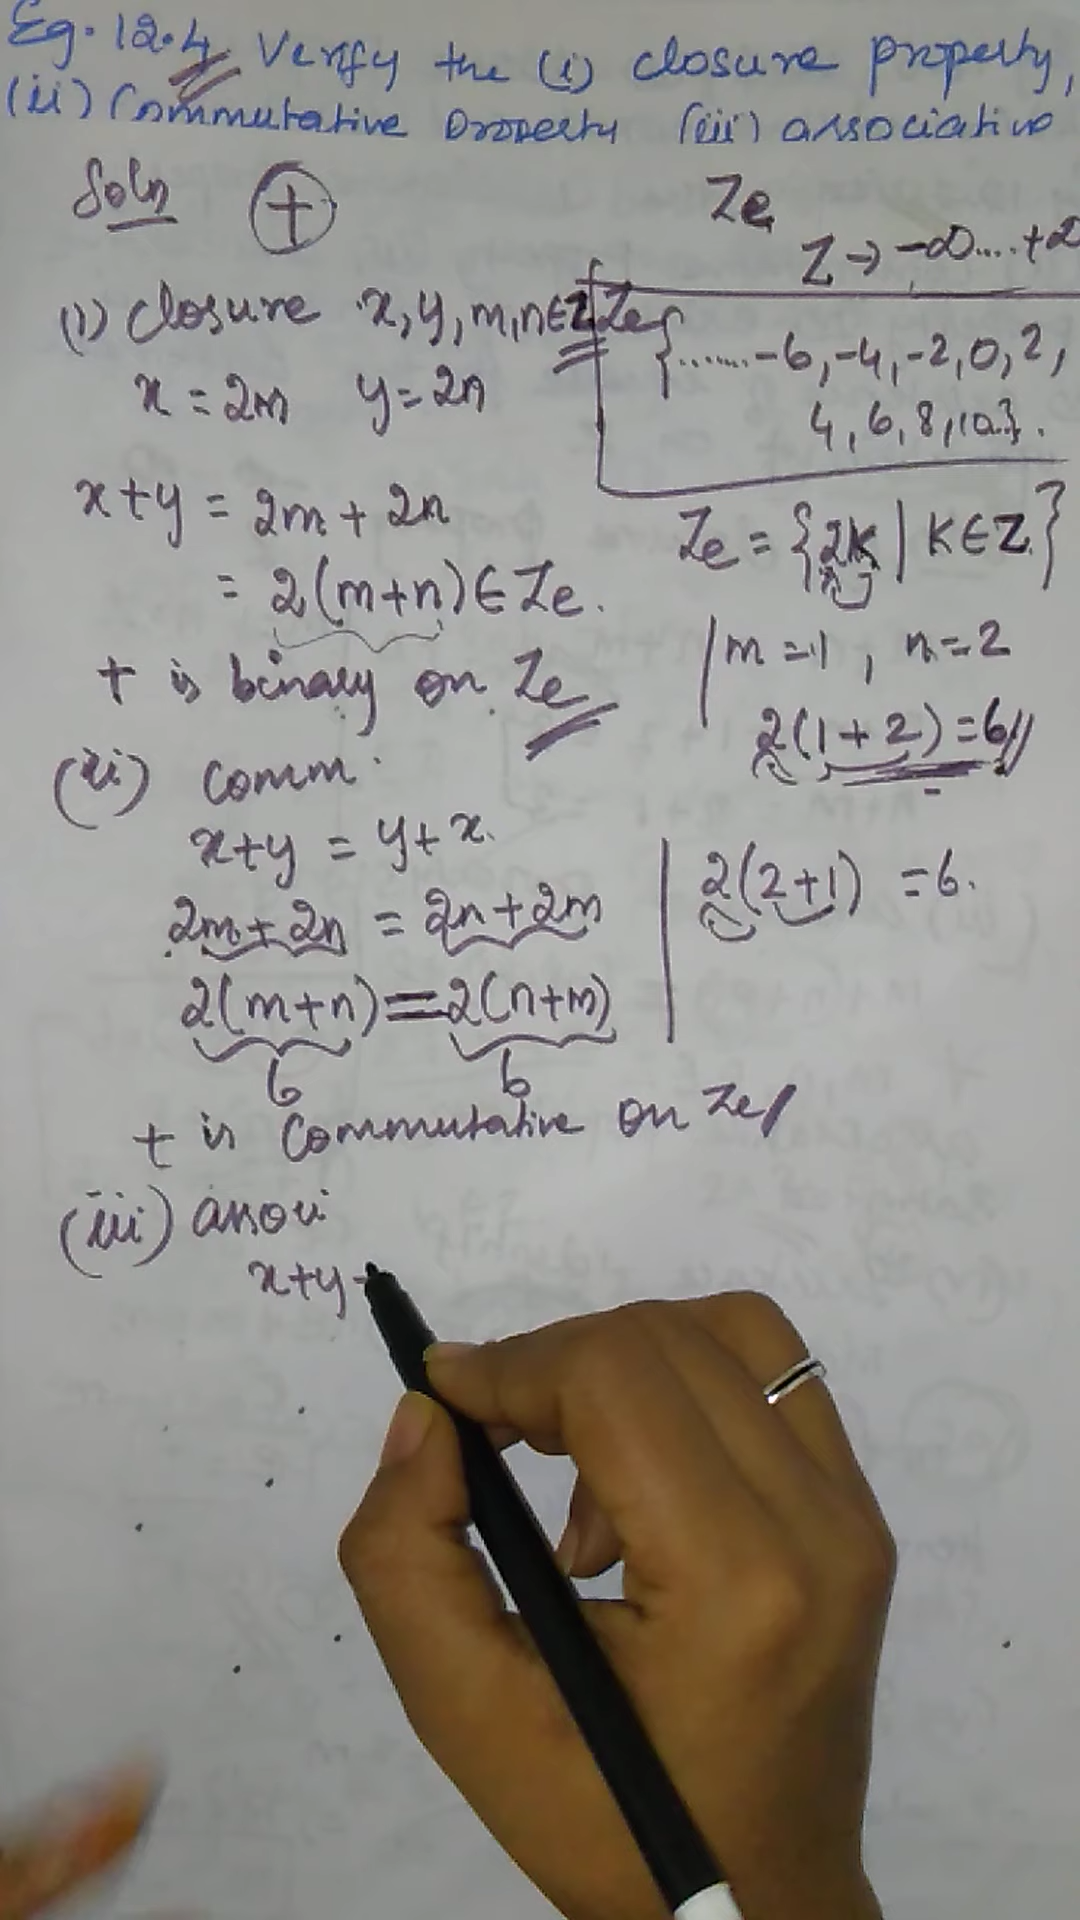 Eg. 12.4 Verify the (i) closure property,
(ii) Commutative property (iii) associative
Soln +
Ze
Z → -∞....+∞
(1) closure x, y, m, n ∈ Z Ze
{.......-6, -4, -2, 0, 2,
4, 6, 8, 10..}.
x = 2m y = 2n
x+y = 2m + 2n
Ze = {2K | K ∈ Z}
= 2(m+n) ∈ Ze.
m = 1, n = 2
+ is binary on Ze
2(1+2) = 6
(ii) comm.
x+y = y+x.
2(2+1) = 6.
2m+2n = 2n+2m
2(m+n) = 2(n+m)
6 6
+ is Commutative on Ze
(iii) assoi
x+y+